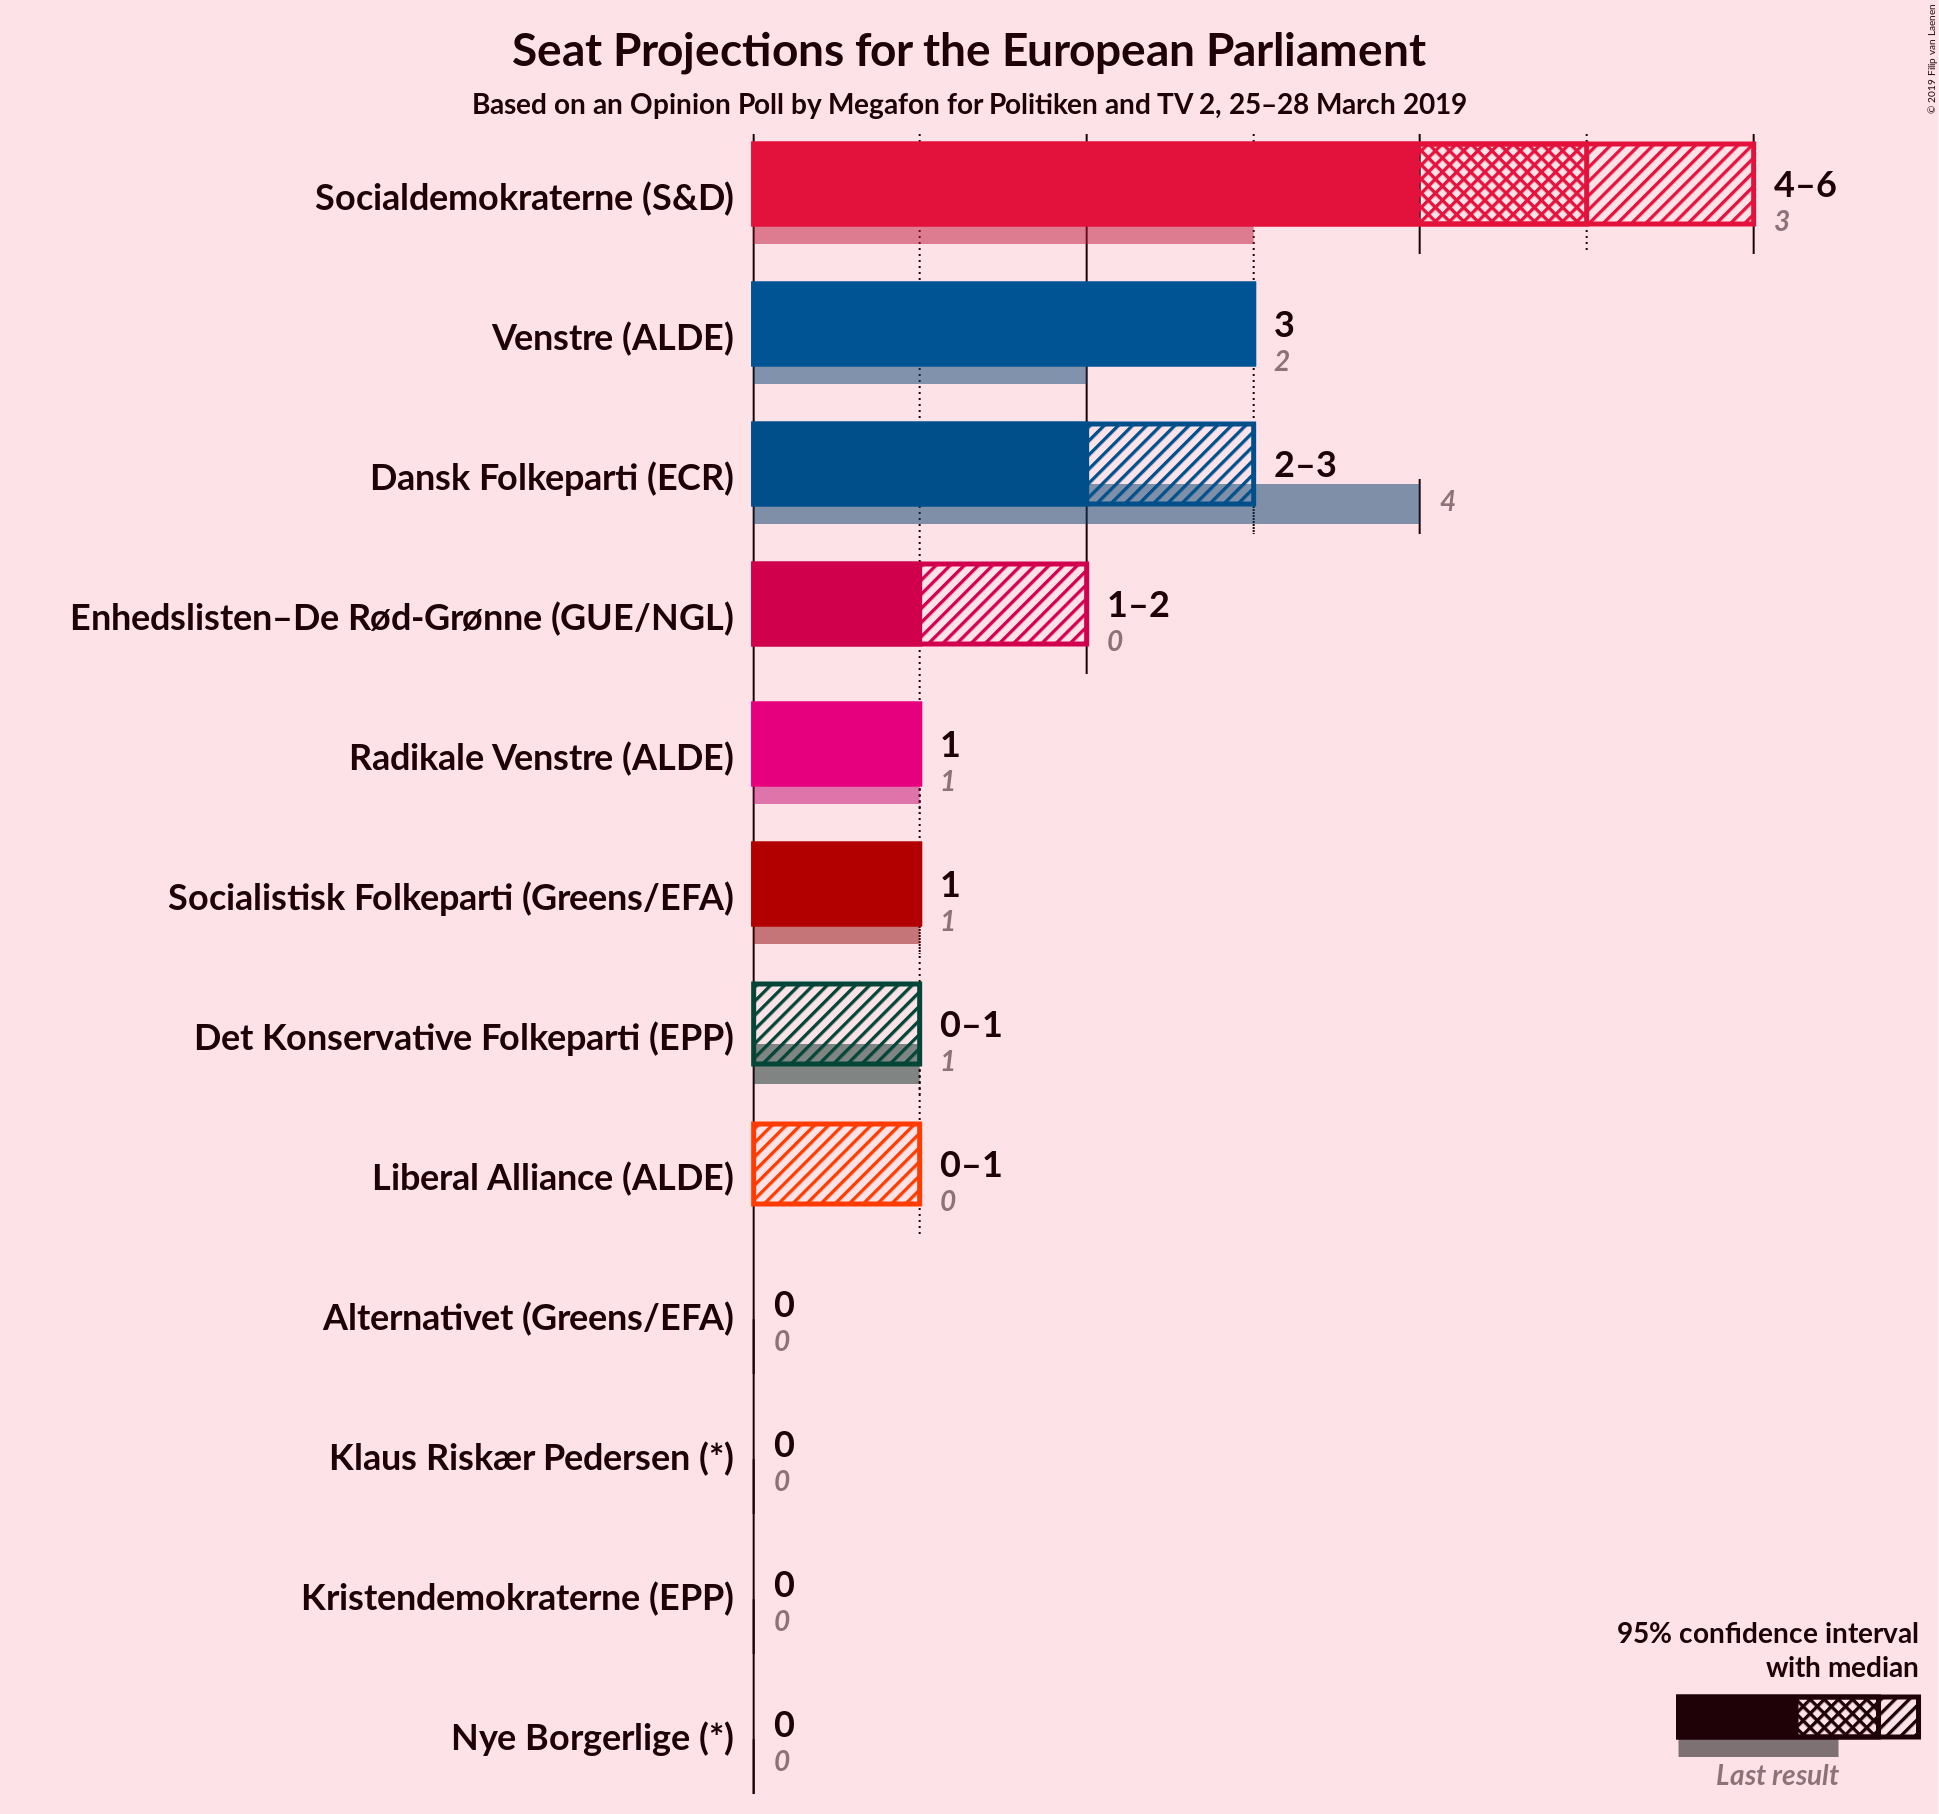 Seat Projections for the European Parliament
Based on an Opinion Poll by Megafon for Politiken and TV 2, 25–28 March 2019
© 2019 Filip van Laenen
Socialdemokraterne (S&D)
4–6
3
Venstre (ALDE)
3
2
Dansk Folkeparti (ECR)
2–3
4
Enhedslisten–De Rød-Grønne (GUE/NGL)
1–2
0
Radikale Venstre (ALDE)
1
1
Socialistisk Folkeparti (Greens/EFA)
1
1
Det Konservative Folkeparti (EPP)
0–1
1
Liberal Alliance (ALDE)
0–1
0
Alternativet (Greens/EFA)
0
0
Klaus Riskær Pedersen (*)
0
0
Kristendemokraterne (EPP)
0
0
Nye Borgerlige (*)
0
0
95% confidence interval
with median
Last result